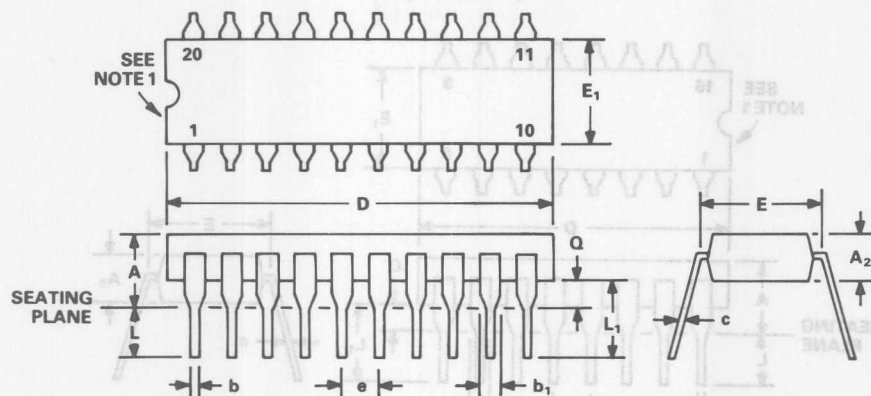 20
11
SEE
NOTE 1
E₁
1
10
D
E
Q
A
A₂
SEATING
PLANE
L
L₁
c
b
e
b₁